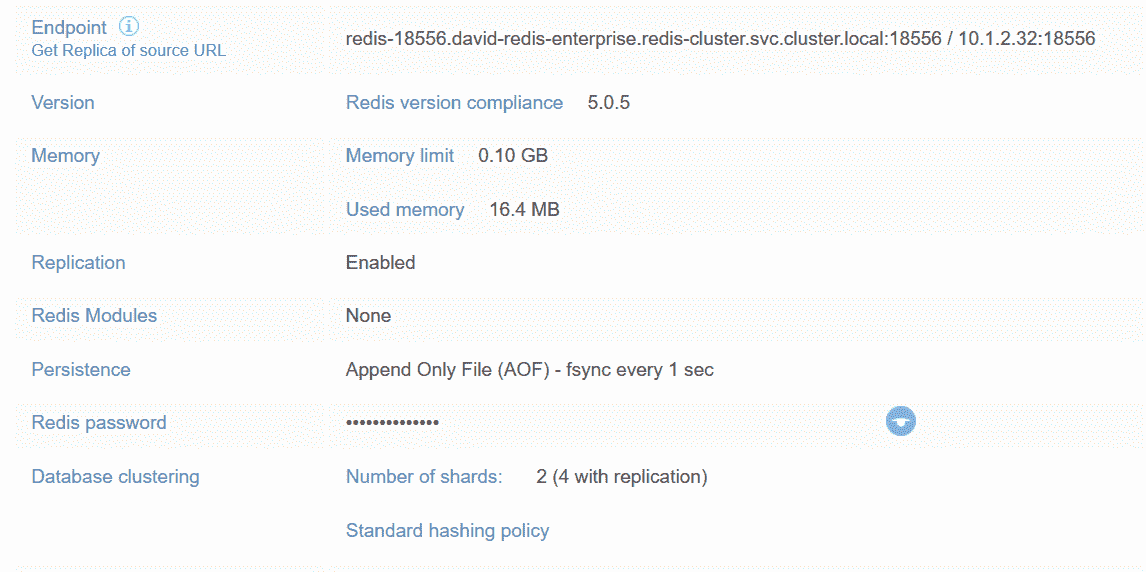 Endpoint
Get Replica of source URL
redis-18556.david-redis-enterprise.redis-cluster.svc.cluster.local:18556 / 10.1.2.32:18556
Version Redis version compliance 5.0.5
Memory Memory limit 0.10 GB
Used memory 16.4 MB
Replication Enabled
Redis Modules None
Persistence Append Only File (AOF) - fsync every 1 sec
Redis password ••••••••••••••
Database clustering Number of shards: 2 (4 with replication)
Standard hashing policy